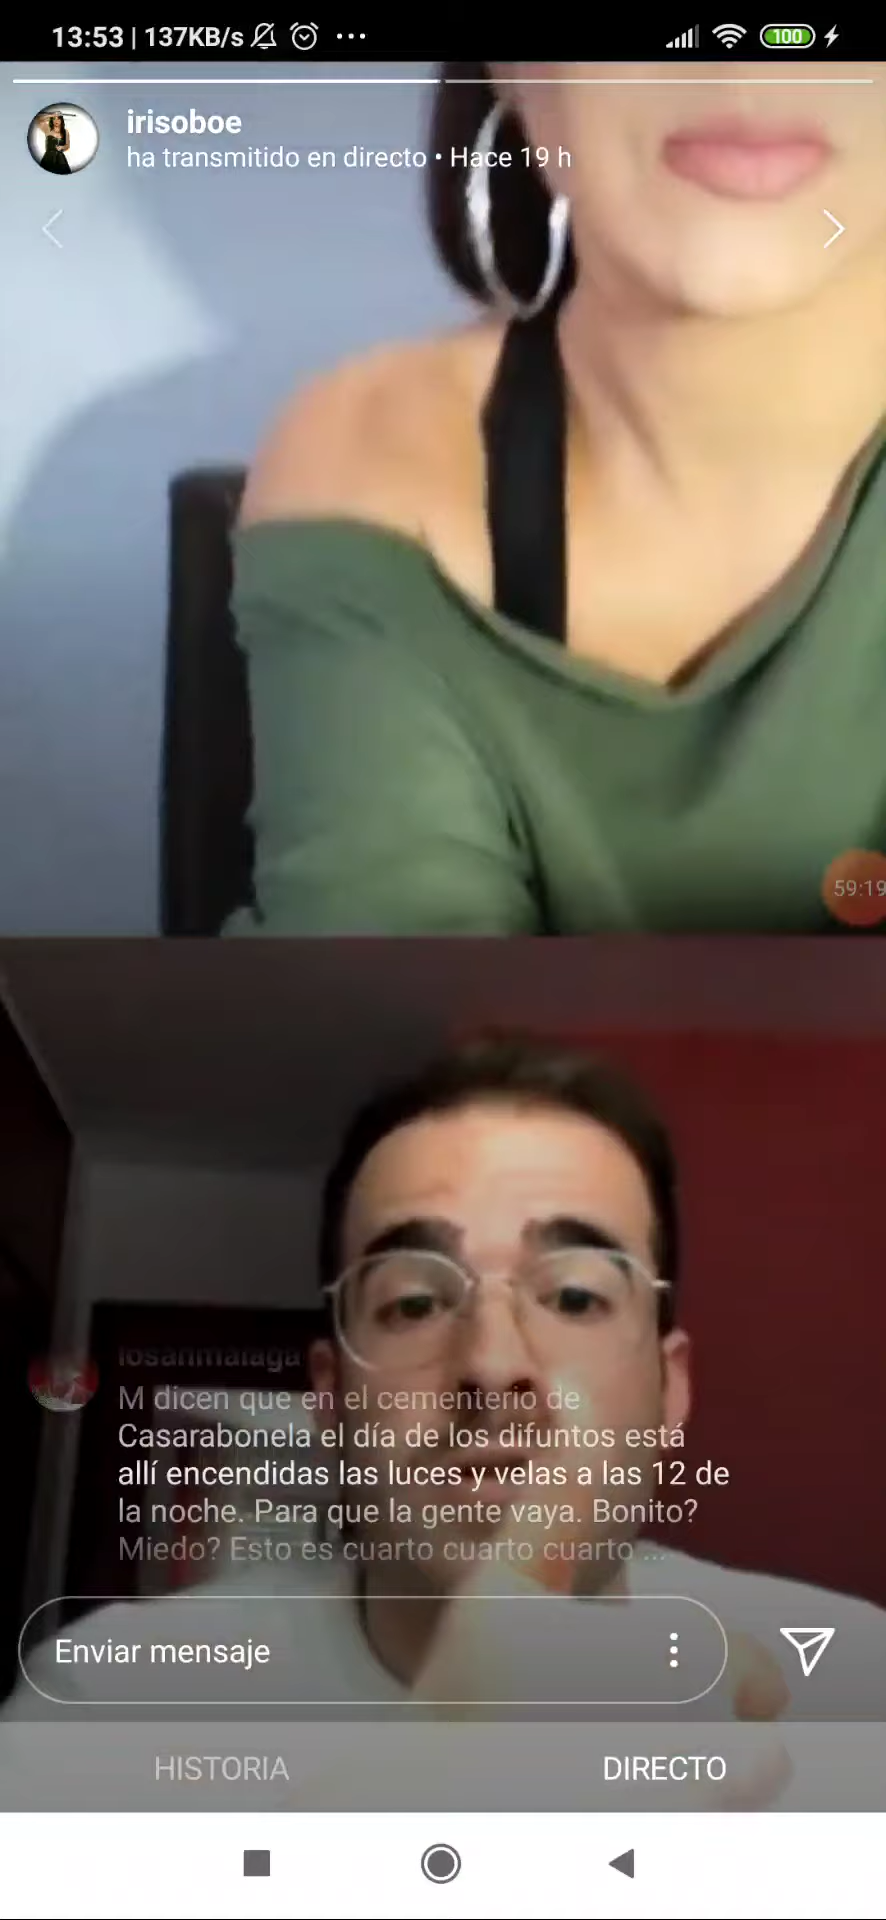 13:53 | 137KB/s ...
100
irisoboe
ha transmitido en directo • Hace 19 h
59:19
losanmalaga
M dicen que en el cementerio de
Casarabonela el día de los difuntos está
allí encendidas las luces y velas a las 12 de
la noche. Para que la gente vaya. Bonito?
Miedo? Esto es cuarto cuarto cuarto ...
Enviar mensaje
HISTORIA
DIRECTO